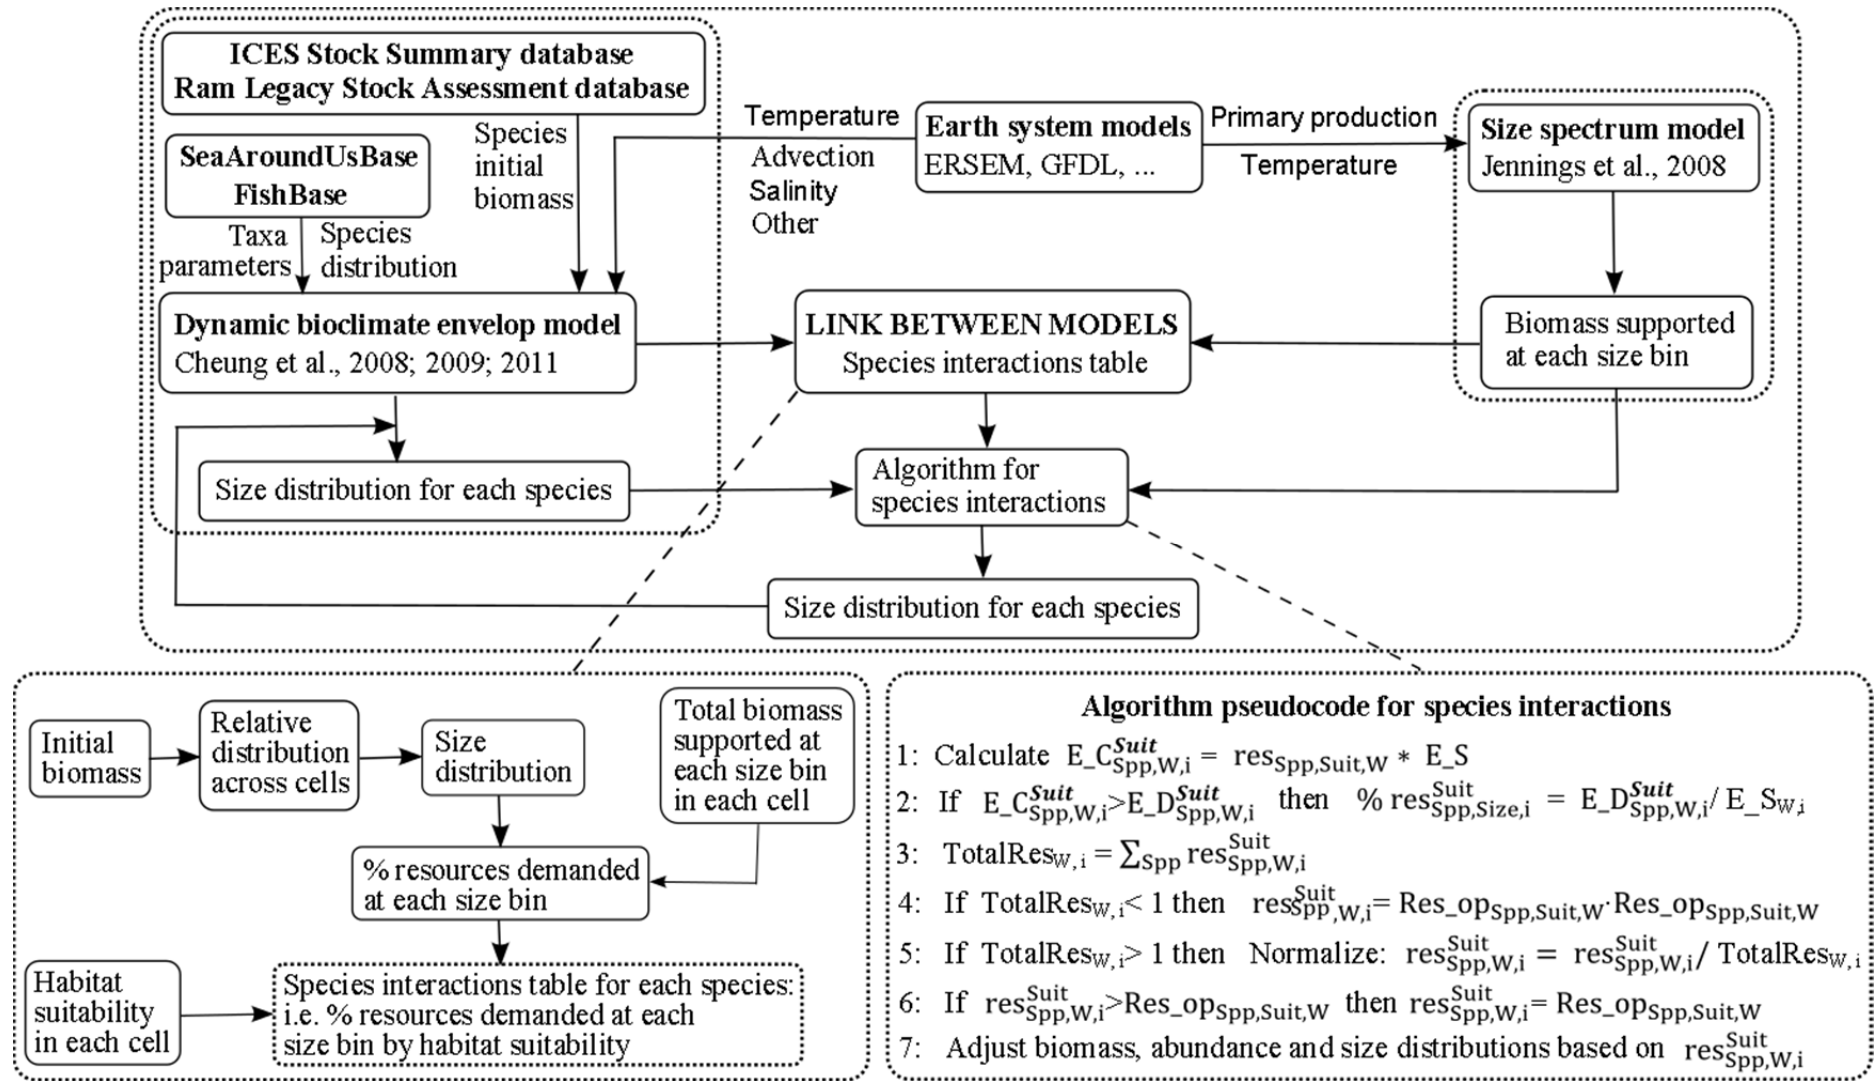 ICES Stock Summary database
Ram Legacy Stock Assessment database
SeaAroundUsBase
FishBase
Species
initial
biomass
Taxa
parameters
Species
distribution
Temperature
Advection
Salinity
Other
Earth system models
ERSEM, GFDL, ...
Primary production
Temperature
Size spectrum model
Jennings et al., 2008
Dynamic bioclimate envelop model
Cheung et al., 2008; 2009; 2011
LINK BETWEEN MODELS
Species interactions table
Biomass supported
at each size bin
Size distribution for each species
Algorithm for
species interactions
Size distribution for each species
Initial
biomass
Relative
distribution
across cells
Size
distribution
Total biomass
supported at
each size bin
in each cell
% resources demanded
at each size bin
Habitat
suitability
in each cell
Species interactions table for each species:
i.e. % resources demanded at each
size bin by habitat suitability
Algorithm pseudocode for species interactions
1: Calculate E_C^Suit_Spp,W,i = res_Spp,Suit,W * E_S
2: If E_C^Suit_Spp,W,i > E_D^Suit_Spp,W,i then % res^Suit_Spp,Size,i = E_D^Suit_Spp,W,i / E_S_W,i
3: TotalRes_W,i = ∑_Spp res^Suit_Spp,W,i
4: If TotalRes_W,i < 1 then res^Suit_Spp,W,i = Res_op_Spp,Suit,W · Res_op_Spp,Suit,W
5: If TotalRes_W,i > 1 then Normalize: res^Suit_Spp,W,i = res^Suit_Spp,W,i / TotalRes_W,i
6: If res^Suit_Spp,W,i > Res_op_Spp,Suit,W then res^Suit_Spp,W,i = Res_op_Spp,Suit,W
7: Adjust biomass, abundance and size distributions based on res^Suit_Spp,W,i